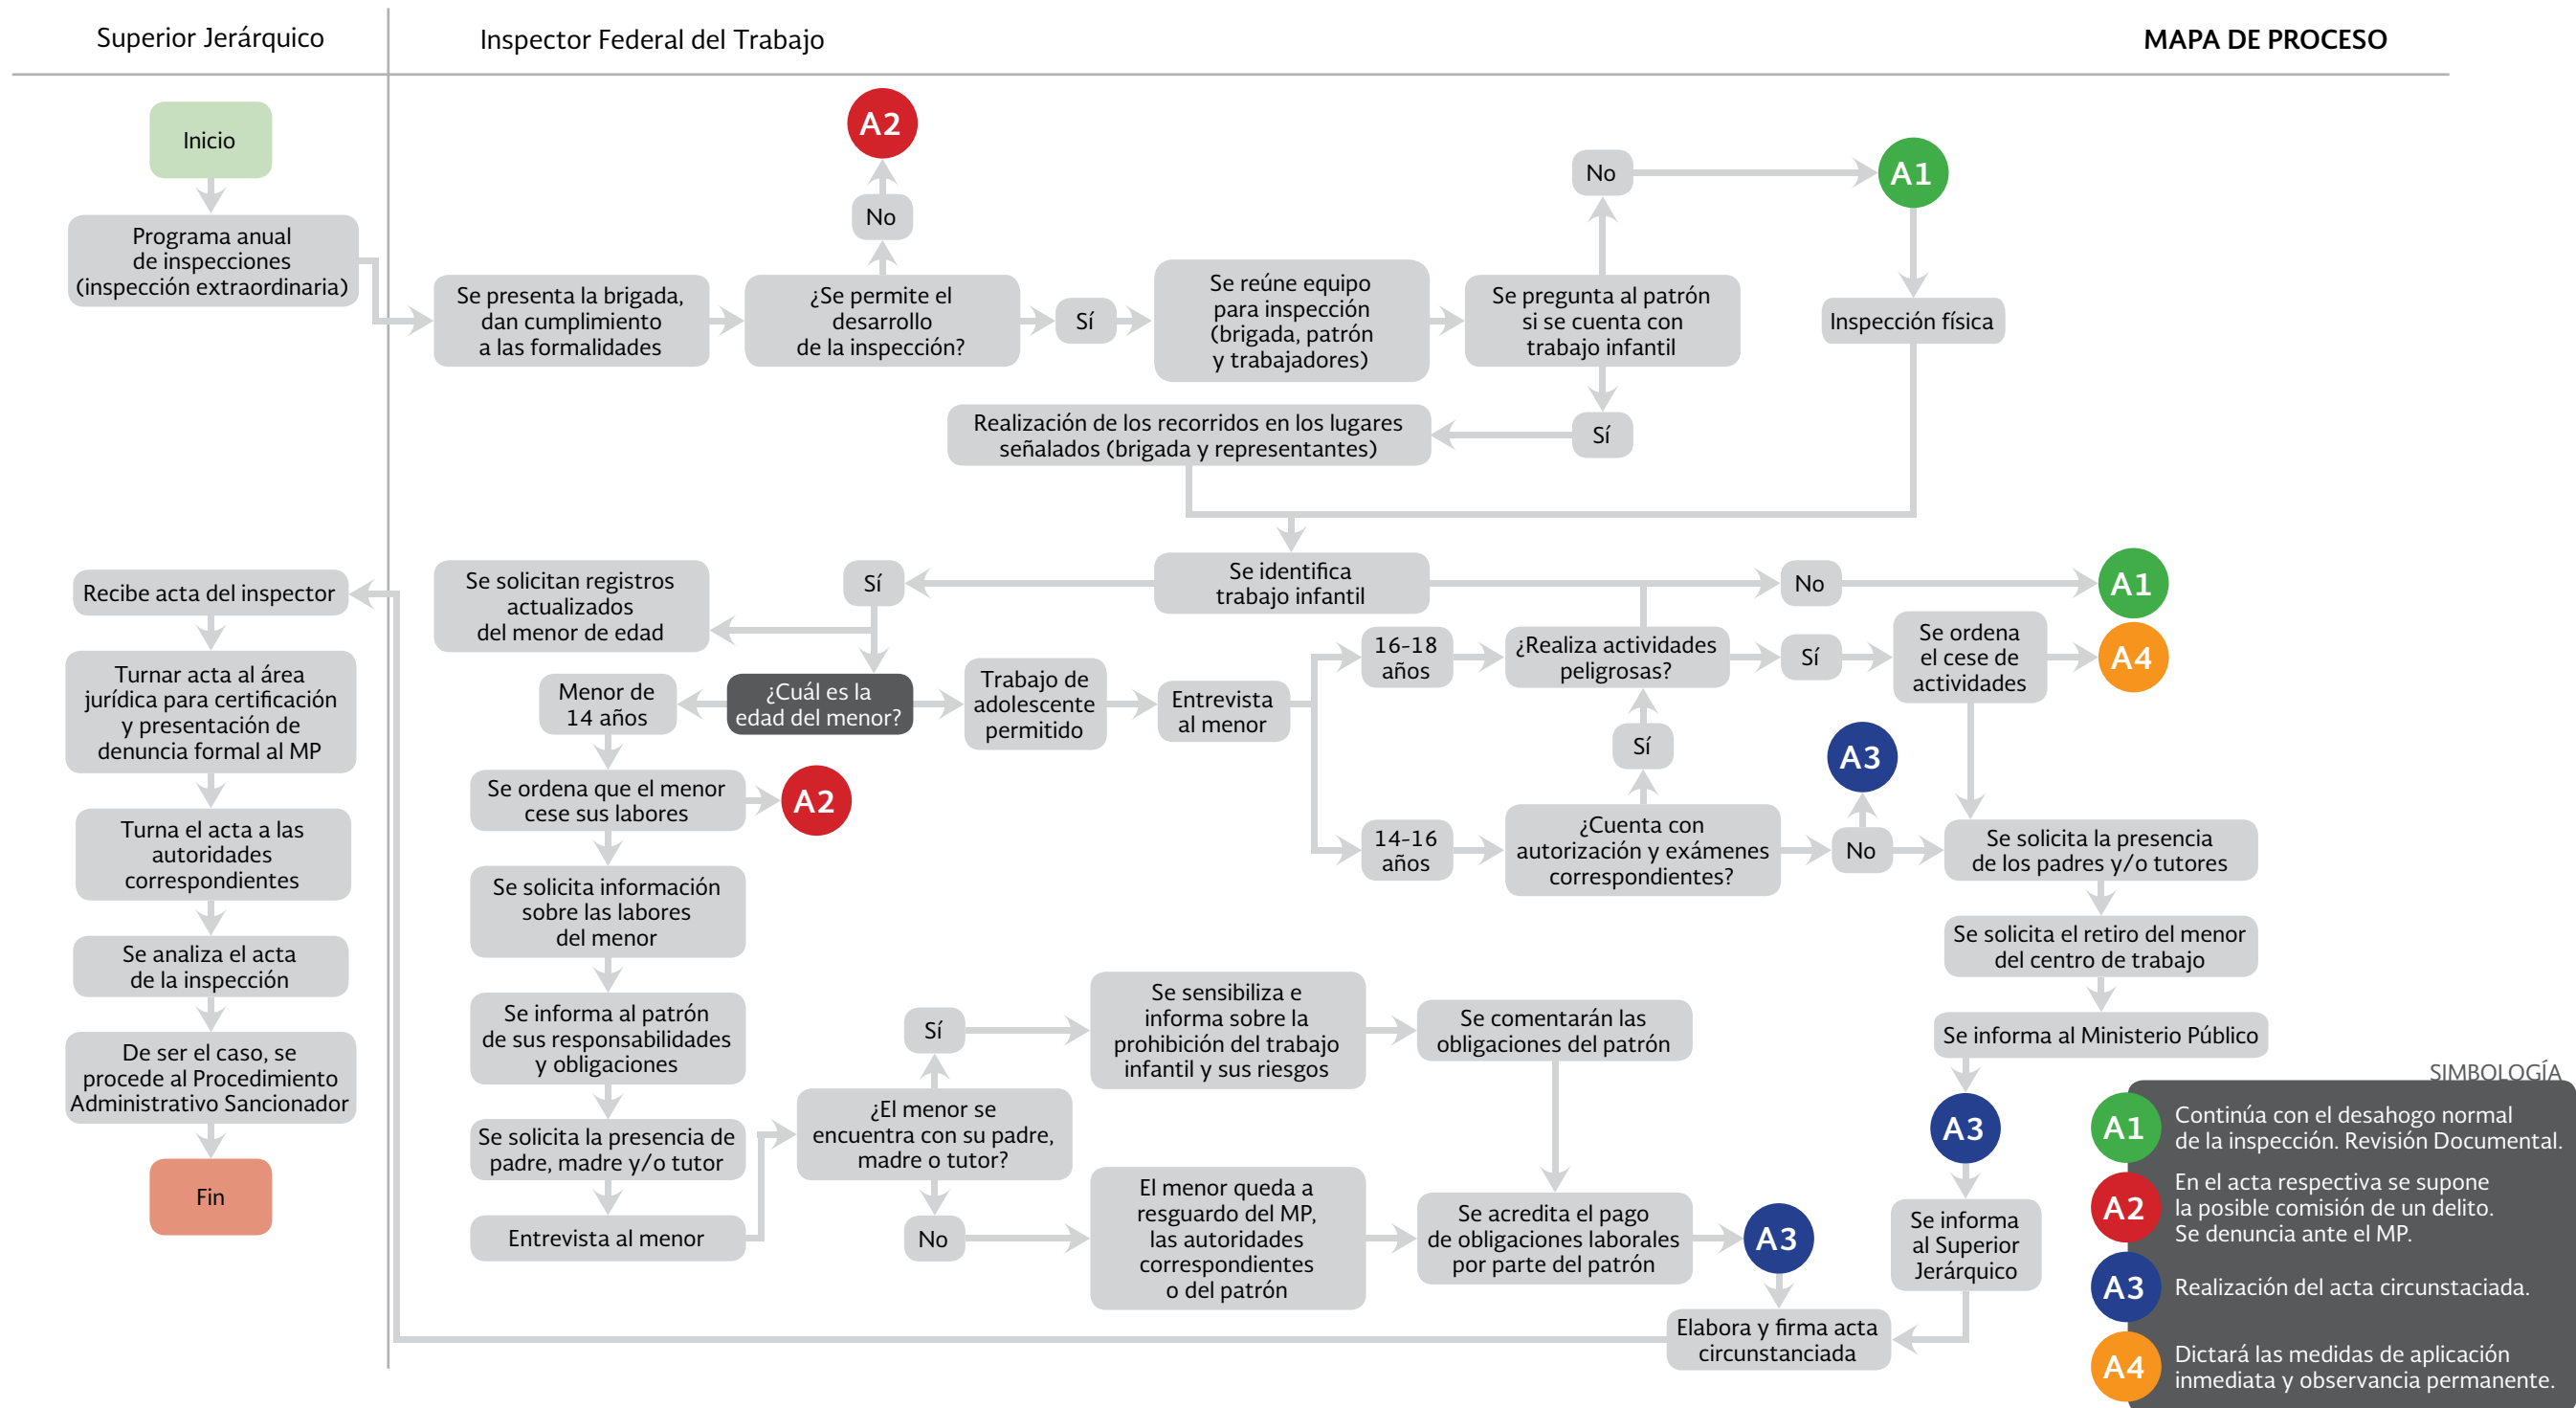 Superior Jerárquico
Inspector Federal del Trabajo
MAPA DE PROCESO
Inicio
Programa anual
de inspecciones
(inspección extraordinaria)
Se presenta la brigada,
dan cumplimiento
a las formalidades
A2
No
¿Se permite el
desarrollo
de la inspección?
Sí
Se reúne equipo
para inspección
(brigada, patrón
y trabajadores)
Se pregunta al patrón
si se cuenta con
trabajo infantil
No
A1
Inspección física
Sí
Realización de los recorridos en los lugares
señalados (brigada y representantes)
Se identifica
trabajo infantil
Sí
Se solicitan registros
actualizados
del menor de edad
No
A1
¿Cuál es la
edad del menor?
Menor de
14 años
Trabajo de
adolescente
permitido
Entrevista
al menor
16-18
años
¿Realiza actividades
peligrosas?
Sí
Se ordena
el cese de
actividades
A4
Sí
14-16
años
¿Cuenta con
autorización y exámenes
correspondientes?
No
A3
Se solicita la presencia
de los padres y/o tutores
Se solicita el retiro del menor
del centro de trabajo
Se informa al Ministerio Público
A3
Se informa
al Superior
Jerárquico
Se ordena que el menor
cese sus labores
A2
Se solicita información
sobre las labores
del menor
Se informa al patrón
de sus responsabilidades
y obligaciones
Se solicita la presencia de
padre, madre y/o tutor
Entrevista al menor
¿El menor se
encuentra con su padre,
madre o tutor?
Sí
Se sensibiliza e
informa sobre la
prohibición del trabajo
infantil y sus riesgos
Se comentarán las
obligaciones del patrón
No
El menor queda a
resguardo del MP,
las autoridades
correspondientes
o del patrón
Se acredita el pago
de obligaciones laborales
por parte del patrón
A3
Elabora y firma acta
circunstanciada
Recibe acta del inspector
Turnar acta al área
jurídica para certificación
y presentación de
denuncia formal al MP
Turna el acta a las
autoridades
correspondientes
Se analiza el acta
de la inspección
De ser el caso, se
procede al Procedimiento
Administrativo Sancionador
Fin
SIMBOLOGÍA
A1
Continúa con el desahogo normal
de la inspección. Revisión Documental.
A2
En el acta respectiva se supone
la posible comisión de un delito.
Se denuncia ante el MP.
A3
Realización del acta circunstaciada.
A4
Dictará las medidas de aplicación
inmediata y observancia permanente.